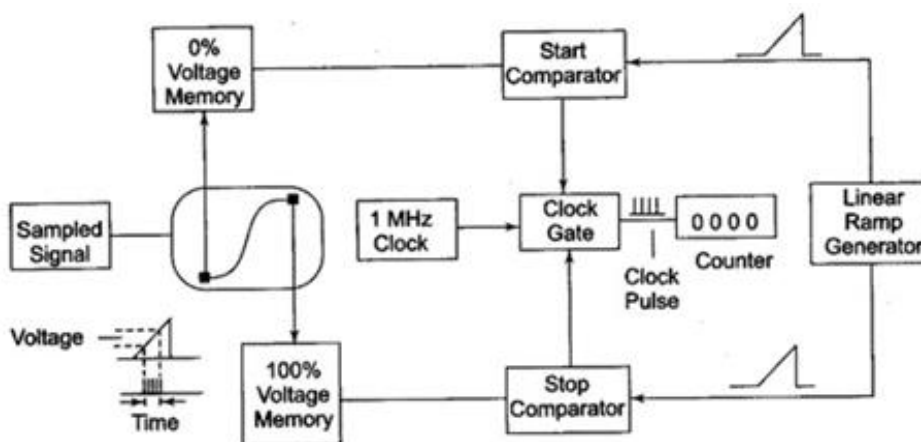 0%
Voltage
Memory
Start
Comparator
Sampled
Signal
1 MHz
Clock
Clock
Gate
0 0 0 0
Counter
Linear
Ramp
Generator
Clock
Pulse
Voltage
Time
100%
Voltage
Memory
Stop
Comparator